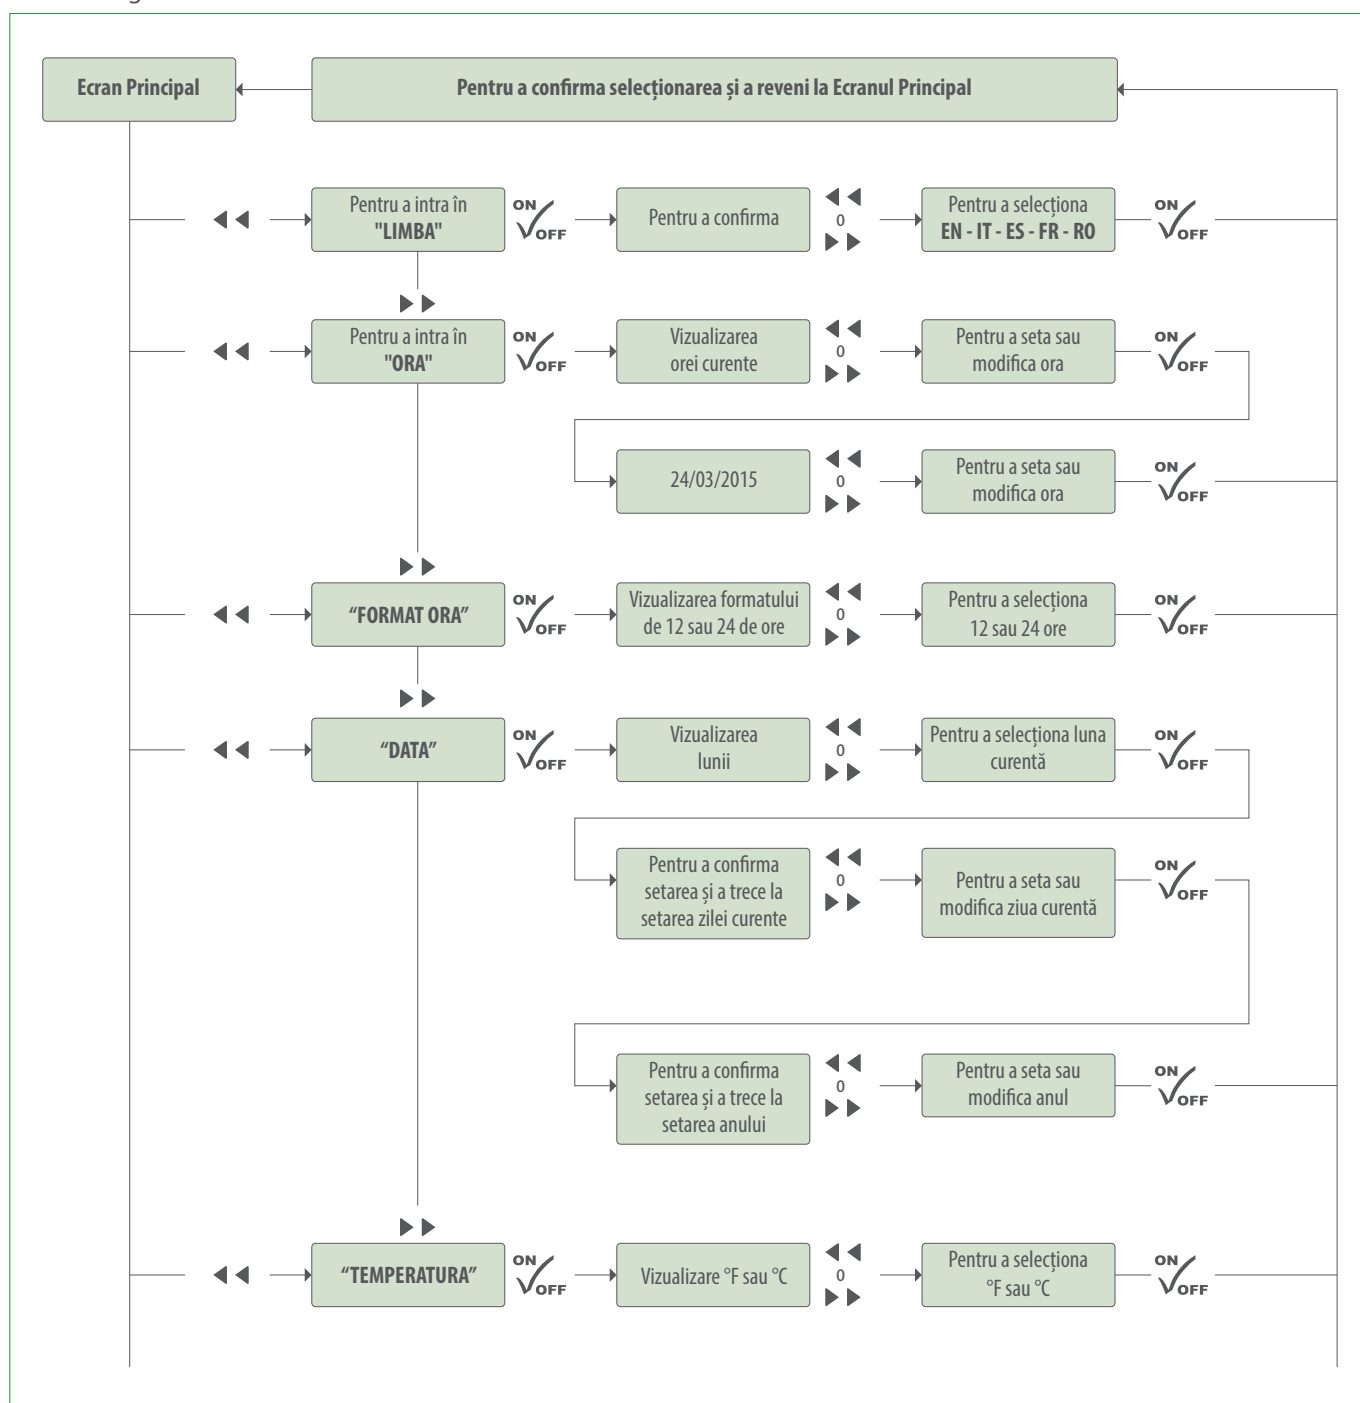 Ecran Principal
Pentru a confirma selecționarea și a reveni la Ecranul Principal
Pentru a intra în
"LIMBA"
ON
OFF
Pentru a confirma
0
Pentru a selecționa
EN - IT - ES - FR - RO
ON
OFF
Pentru a intra în
"ORA"
ON
OFF
Vizualizarea
orei curente
0
Pentru a seta sau
modifica ora
ON
OFF
24/03/2015
0
Pentru a seta sau
modifica ora
ON
OFF
“FORMAT ORA”
ON
OFF
Vizualizarea formatului
de 12 sau 24 de ore
0
Pentru a selecționa
12 sau 24 ore
ON
OFF
“DATA”
ON
OFF
Vizualizarea
lunii
0
Pentru a selecționa luna
curentă
ON
OFF
Pentru a confirma
setarea și a trece la
setarea zilei curente
0
Pentru a seta sau
modifica ziua curentă
ON
OFF
Pentru a confirma
setarea și a trece la
setarea anului
0
Pentru a seta sau
modifica anul
ON
OFF
“TEMPERATURA”
ON
OFF
Vizualizare °F sau °C
0
Pentru a selecționa
°F sau °C
ON
OFF